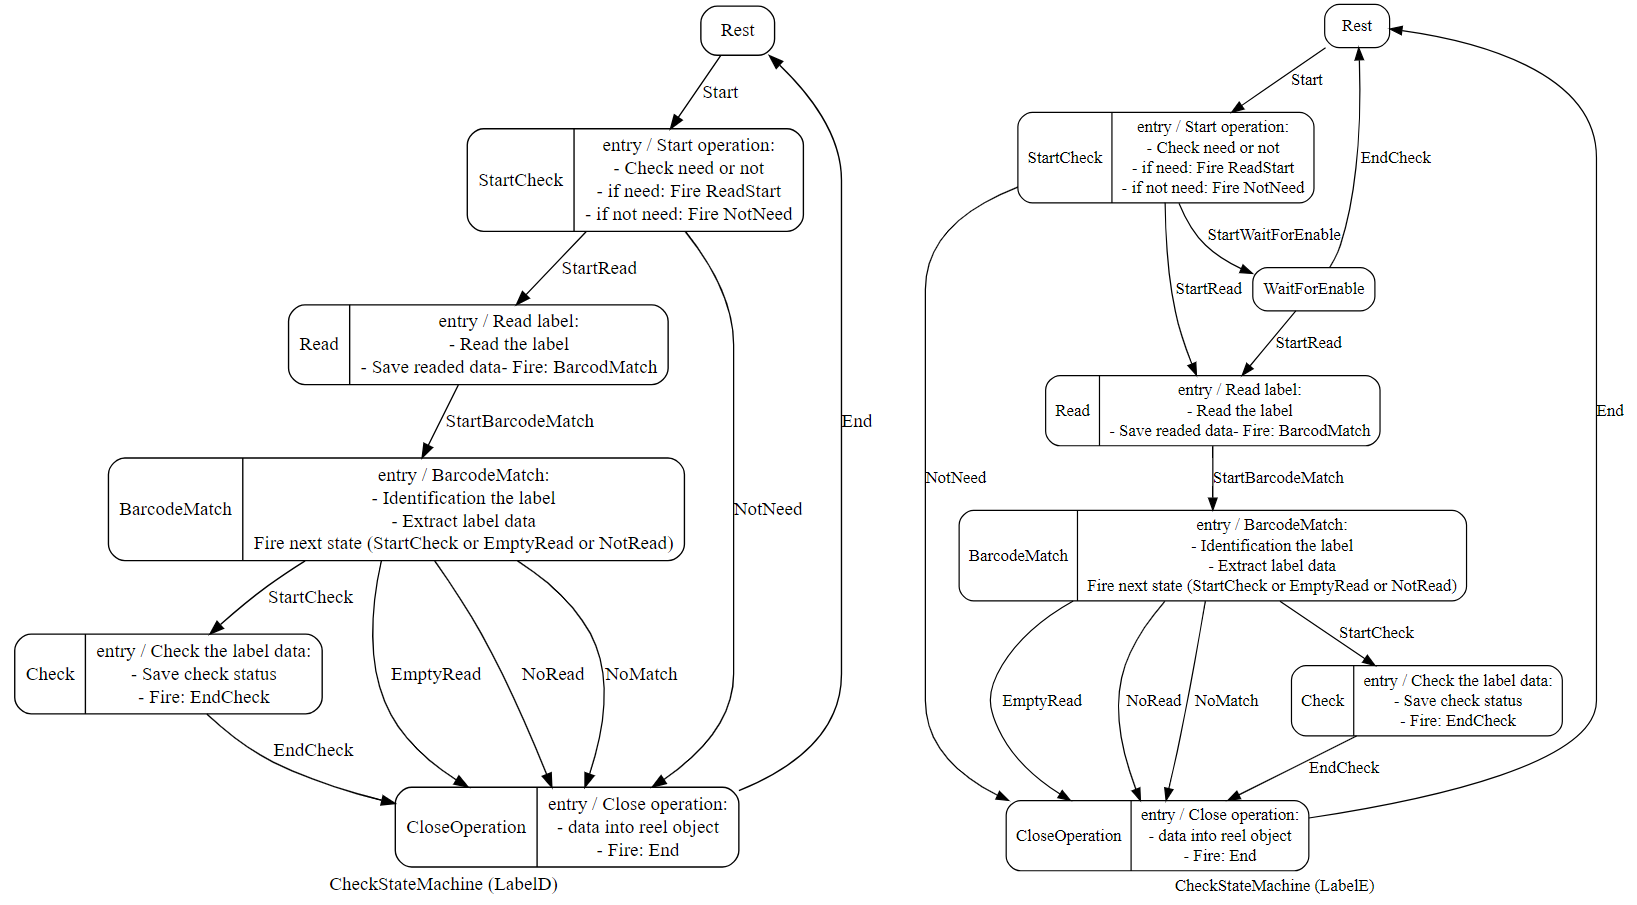 Rest
Start
StartCheck
entry / Start operation:
- Check need or not
- if need: Fire ReadStart
- if not need: Fire NotNeed
StartRead
Read
entry / Read label:
- Read the label
- Save readed data- Fire: BarcodMatch
StartBarcodeMatch
End
BarcodeMatch
entry / BarcodeMatch:
- Identification the label
- Extract label data
Fire next state (StartCheck or EmptyRead or NotRead)
NotNeed
StartCheck
Check
entry / Check the label data:
- Save check status
- Fire: EndCheck
EmptyRead
NoRead
NoMatch
EndCheck
CloseOperation
entry / Close operation:
- data into reel object
- Fire: End
CheckStateMachine (LabelD)
Rest
Start
StartCheck
entry / Start operation:
- Check need or not
- if need: Fire ReadStart
- if not need: Fire NotNeed
EndCheck
StartWaitForEnable
StartRead
WaitForEnable
StartRead
Read
entry / Read label:
- Read the label
- Save readed data- Fire: BarcodMatch
End
NotNeed
StartBarcodeMatch
BarcodeMatch
entry / BarcodeMatch:
- Identification the label
- Extract label data
Fire next state (StartCheck or EmptyRead or NotRead)
StartCheck
EmptyRead
NoRead
NoMatch
Check
entry / Check the label data:
- Save check status
- Fire: EndCheck
EndCheck
CloseOperation
entry / Close operation:
- data into reel object
- Fire: End
CheckStateMachine (LabelE)